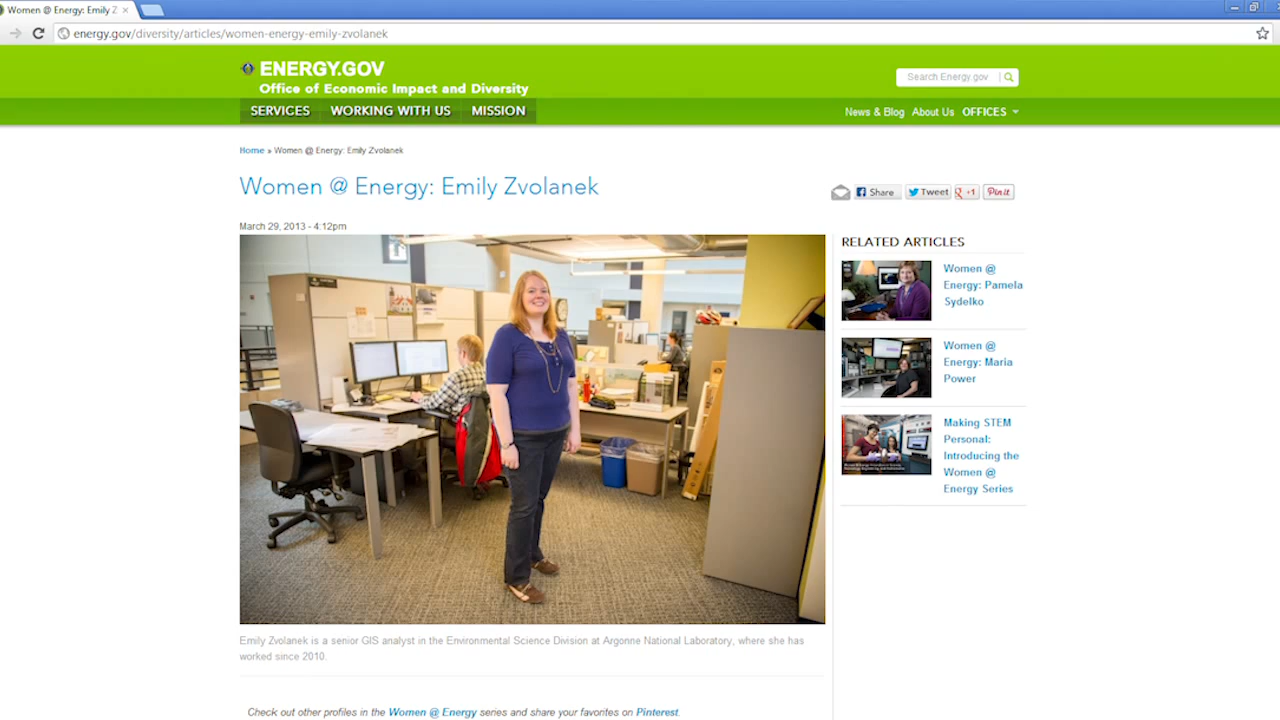 Women @ Energy: Emily Z
energy.gov/diversity/articles/women-energy-emily-zvolanek
ENERGY.GOV
Office of Economic Impact and Diversity
Search Energy.gov
SERVICES WORKING WITH US MISSION
News & Blog About Us OFFICES
Home » Women @ Energy: Emily Zvolanek
Women @ Energy: Emily Zvolanek
Share Tweet +1 Pin it
March 29, 2013 - 4:12pm
Emily Zvolanek is a senior GIS analyst in the Environmental Science Division at Argonne National Laboratory, where she has
worked since 2010.
Check out other profiles in the Women @ Energy series and share your favorites on Pinterest.
RELATED ARTICLES
Women @
Energy: Pamela
Sydelko
Women @
Energy: Maria
Power
Making STEM
Personal:
Introducing the
Women @
Energy Series